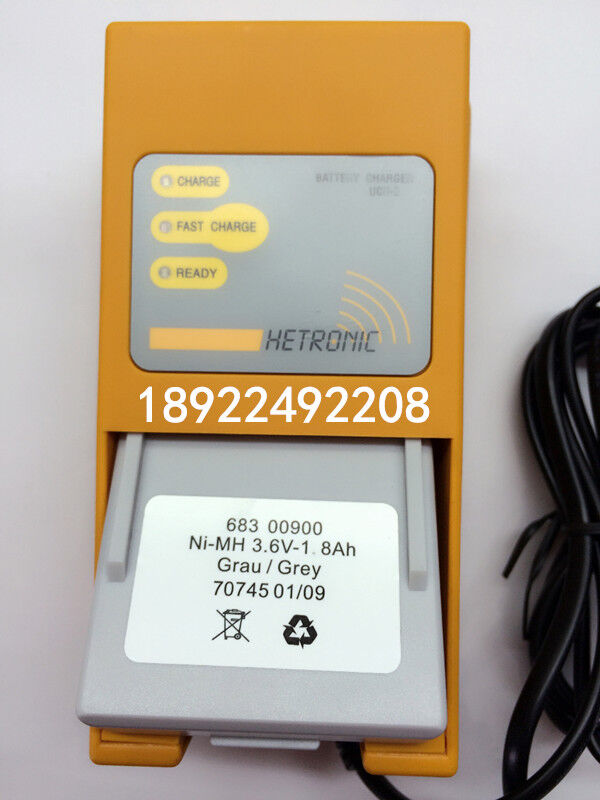 CHARGE
BATTERY CHARGER
FAST CHARGE
READY
HETRONIC
18922492208
683 00900
Ni-MH 3.6V-1.8Ah
Grau / Grey
70745 01/09